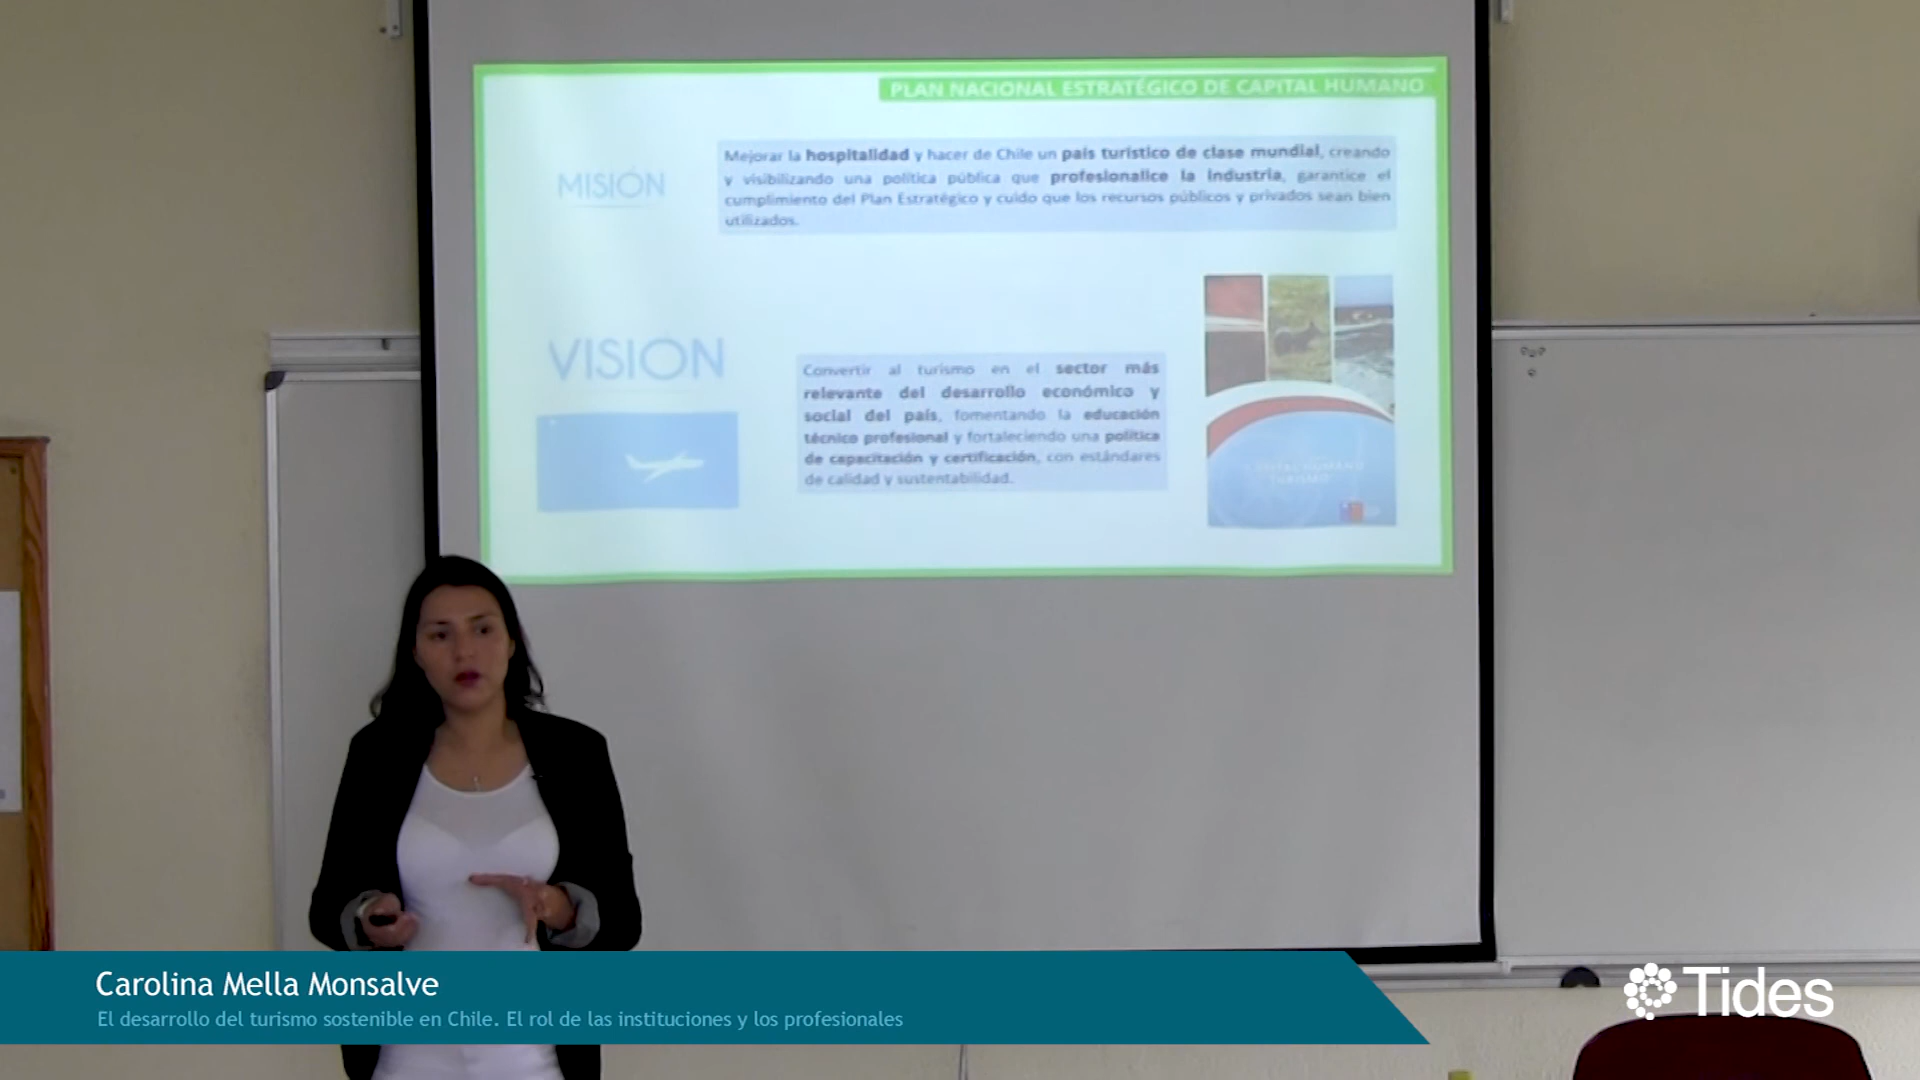 PLAN NACIONAL ESTRATÉGICO DE CAPITAL HUMANO
MISIÓN
Mejorar la hospitalidad y hacer de Chile un país turístico de clase mundial, creando
y visibilizando una política pública que profesionalice la industria, garantice el
cumplimiento del Plan Estratégico y cuido que los recursos públicos y privados sean bien
utilizados.
VISIÓN
Convertir al turismo en el sector más
relevante del desarrollo económico y
social del país, fomentando la educación
técnico profesional y fortaleciendo una política
de capacitación y certificación, con estándares
de calidad y sustentabilidad.
CAPITAL HUMANO
TURISMO
Carolina Mella Monsalve
El desarrollo del turismo sostenible en Chile. El rol de las instituciones y los profesionales
Tides